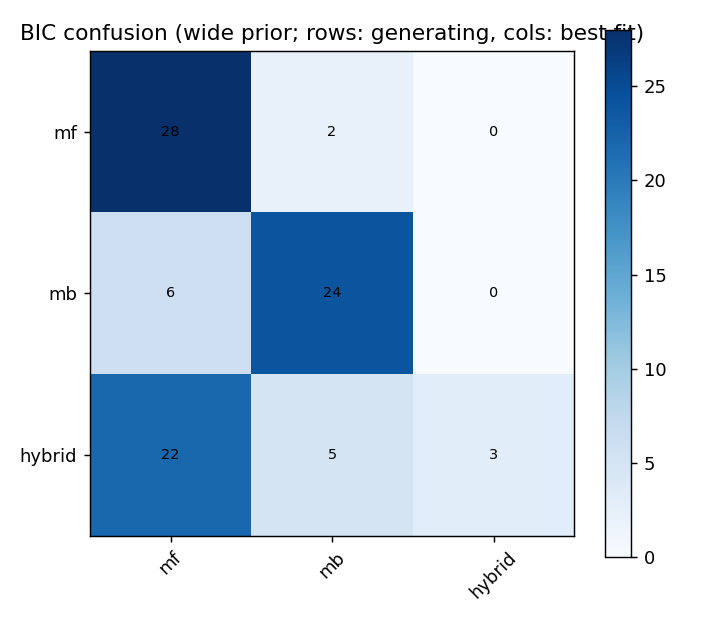 BIC confusion (wide prior; rows: generating, cols: best fit)
mf 28 2 0
mb 6 24 0
hybrid 22 5 3
mf mb hybrid
25
20
15
10
5
0